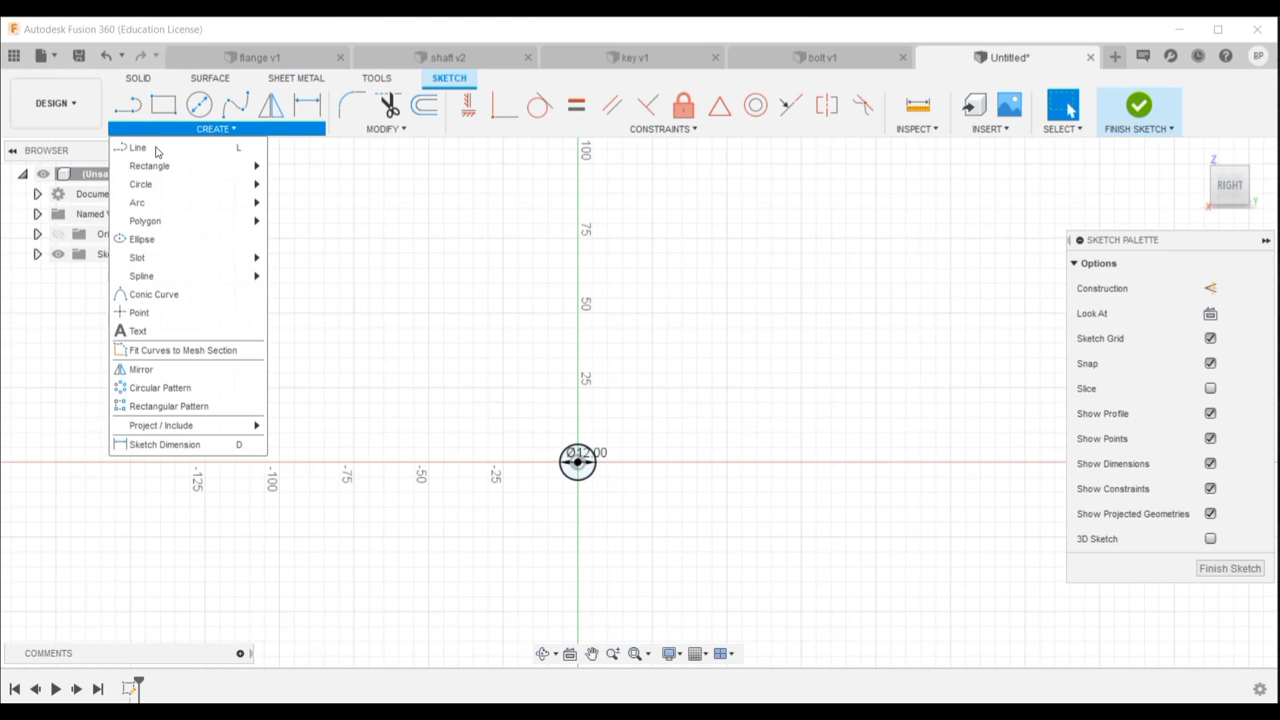 Autodesk Fusion 360 (Education License)
flange v1
shaft v2
key v1
bolt v1
Untitled*
BP
DESIGN
SOLID
SURFACE
SHEET METAL
TOOLS
SKETCH
CREATE
MODIFY
CONSTRAINTS
INSPECT
INSERT
SELECT
FINISH SKETCH
BROWSER
(Unsa
Docume
Named V
Ori
Sk
Line L
Rectangle
Circle
Arc
Polygon
Ellipse
Slot
Spline
Conic Curve
Point
Text
Fit Curves to Mesh Section
Mirror
Circular Pattern
Rectangular Pattern
Project / Include
Sketch Dimension D
100
75
50
25
Ø12.00
-125
-100
-75
-50
-25
Z
RIGHT
X
Y
SKETCH PALETTE
Options
Construction
Look At
Sketch Grid
Snap
Slice
Show Profile
Show Points
Show Dimensions
Show Constraints
Show Projected Geometries
3D Sketch
Finish Sketch
COMMENTS